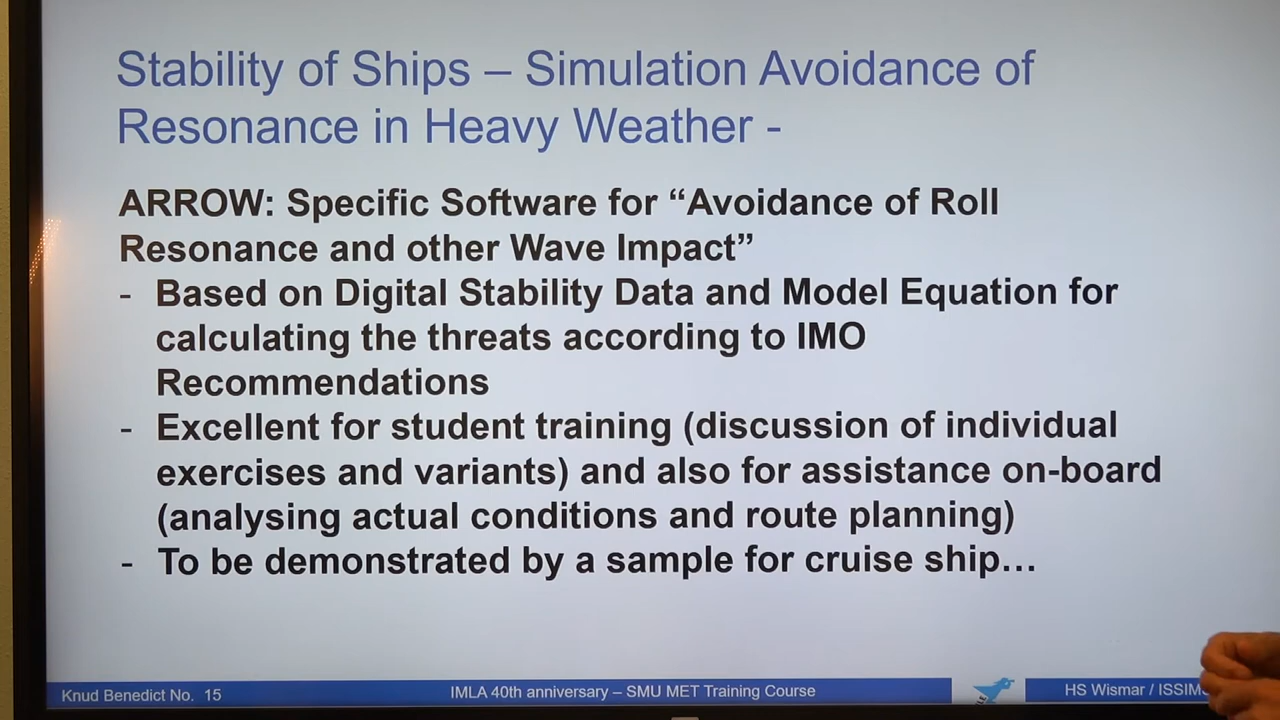 Stability of Ships – Simulation Avoidance of
Resonance in Heavy Weather -
ARROW: Specific Software for “Avoidance of Roll
Resonance and other Wave Impact”
- Based on Digital Stability Data and Model Equation for
calculating the threats according to IMO
Recommendations
- Excellent for student training (discussion of individual
exercises and variants) and also for assistance on-board
(analysing actual conditions and route planning)
- To be demonstrated by a sample for cruise ship…
Knud Benedict No. 15
IMLA 40th anniversary – SMU MET Training Course
HS Wismar /